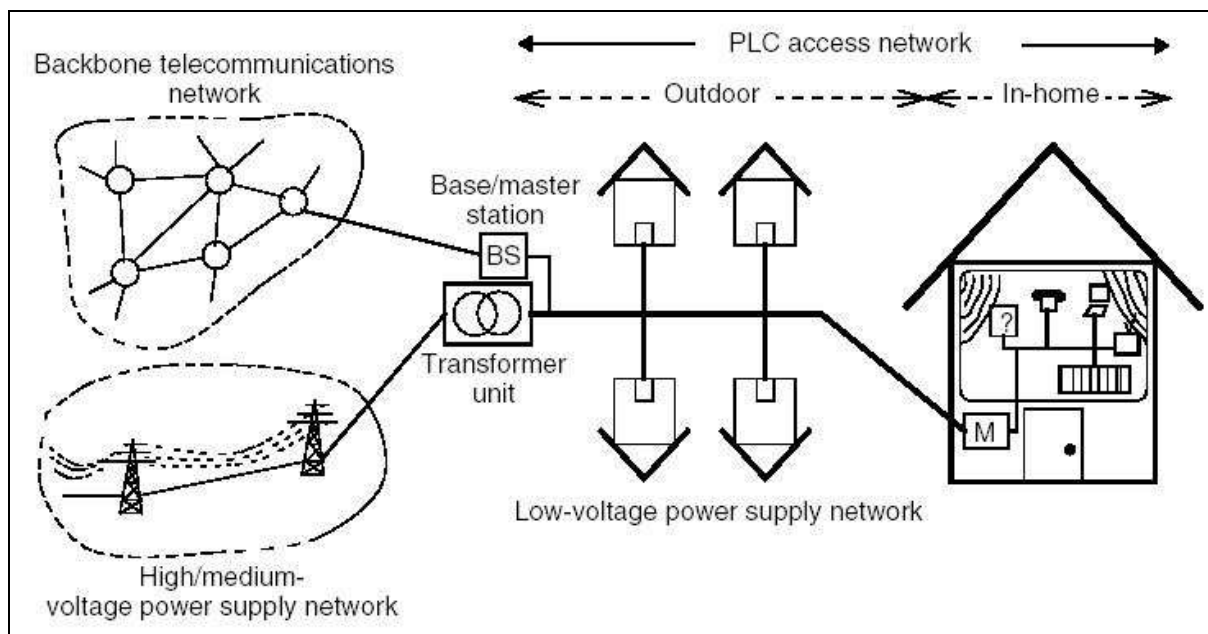 PLC access network
Outdoor
In-home
Backbone telecommunications
network
Base/master
station
BS
Transformer
unit
?
M
Low-voltage power supply network
High/medium-
voltage power supply network